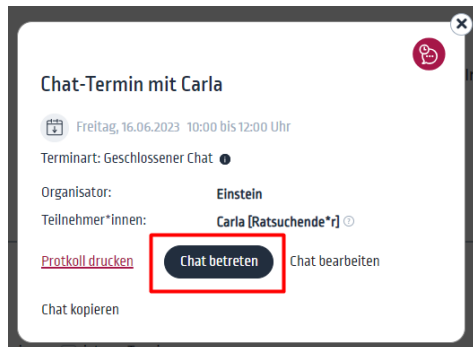 Chat-Termin mit Carla
Freitag, 16.06.2023 10:00 bis 12:00 Uhr
Terminart: Geschlossener Chat
Organisator: Einstein
Teilnehmer*innen: Carla [Ratsuchende*r]
Protkoll drucken Chat betreten Chat bearbeiten
Chat kopieren